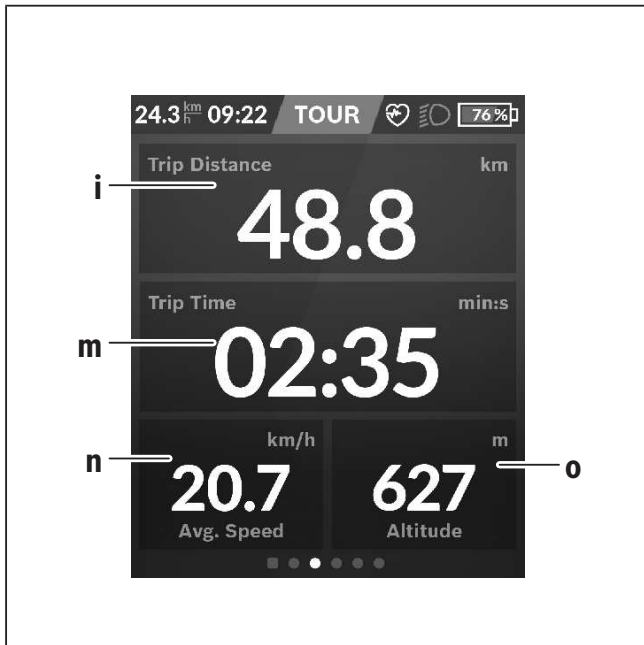 24.3 km/h 09:22 TOUR 76 %
Trip Distance km
i
48.8
Trip Time min:s
m
02:35
km/h m
n
o
20.7 627
Avg. Speed Altitude